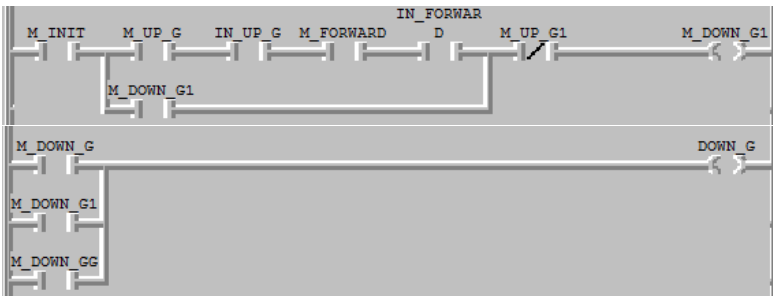 IN_FORWAR
M_INIT M_UP_G IN_UP_G M_FORWARD D M_UP_G1 M_DOWN_G1
M_DOWN_G1
M_DOWN_G DOWN_G
M_DOWN_G1
M_DOWN_GG